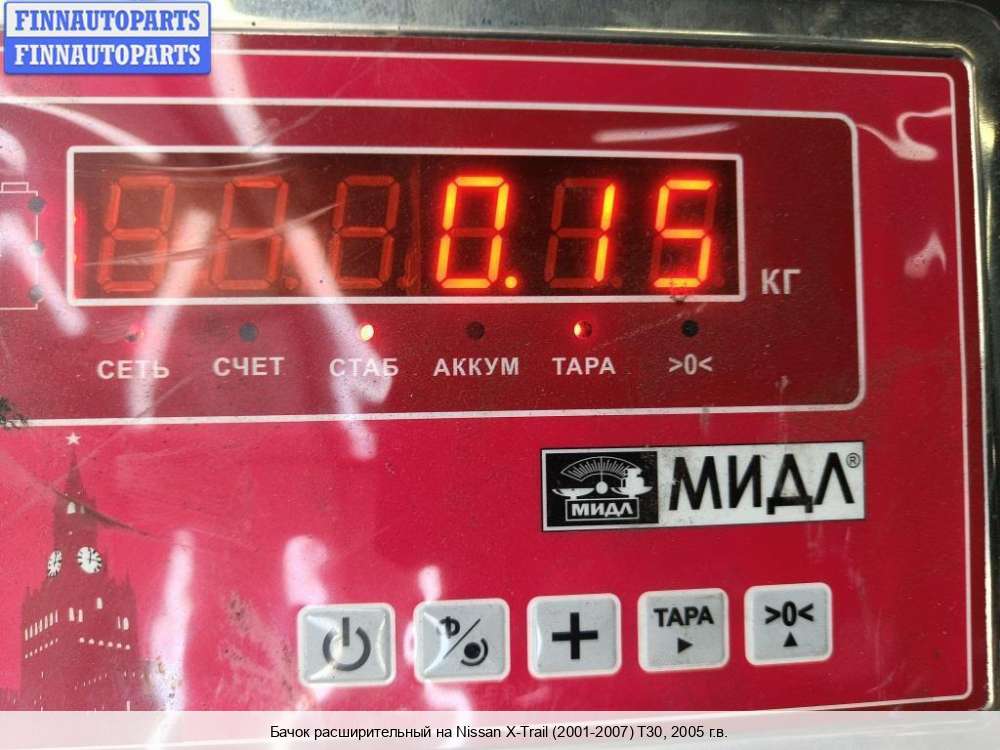 FINNAUTOPARTS
FINNAUTOPARTS
0.15
КГ
СЕТЬ СЧЕТ СТАБ АККУМ ТАРА >0<
МИДЛ МИДЛ®
ТАРА >0<
Бачок расширительный на Nissan X-Trail (2001-2007) T30, 2005 г.в.